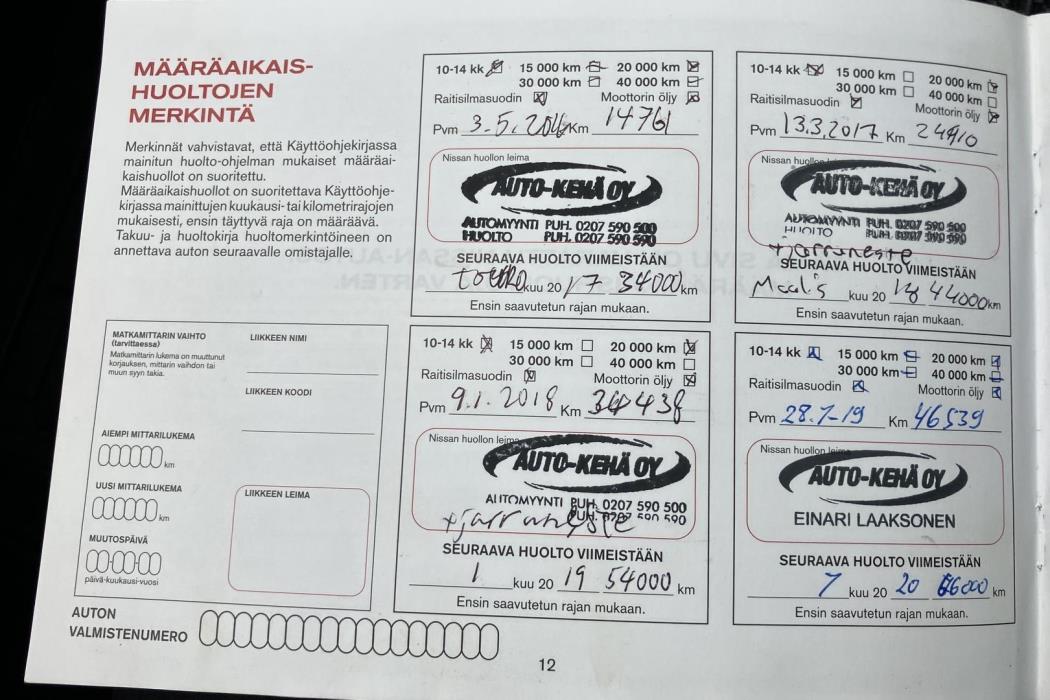 MÄÄRÄAIKAIS-
HUOLTOJEN
MERKINTÄ
Merkinnät vahvistavat, että Käyttöohjekirjassa
mainitun huolto-ohjelman mukaiset määräai-
kaishuollot on suoritettu.
Määräaikaishuollot on suoritettava Käyttöohje-
kirjassa mainittujen kuukausi- tai kilometrirajojen
mukaisesti, ensin täyttyvä raja on määräävä.
Takuu- ja huoltokirja huoltomerkintöineen on
annettava auton seuraavalle omistajalle.
MATKAMITTARIN VAIHTO
(tarvittaessa)
Matkamittarin lukema on muuttunut
korjauksen, mittarin vaihdon tai
muun syyn takia.
LIIKKEEN NIMI
LIIKKEEN KOODI
AIEMPI MITTARILUKEMA
km
UUSI MITTARILUKEMA
km
MUUTOSPÄIVÄ
päivä-kuukausi-vuosi
LIIKKEEN LEIMA
AUTON
VALMISTENUMERO
10-14 kk 15 000 km 20 000 km
30 000 km 40 000 km
Raitisilmasuodin Moottorin öljy
Pvm 3.5. Km 14761
Nissan huollon leima
AUTO-KEHÄ OY
AUTOMYYNTI PUH. 0207 590 500
HUOLTO PUH. 0207 590 590
SEURAAVA HUOLTO VIIMEISTÄÄN
kuu 20 17 34000 km
Ensin saavutetun rajan mukaan.
10-14 kk 15 000 km 20 000 km
30 000 km 40 000 km
Raitisilmasuodin Moottorin öljy
Pvm 13.3.2017 Km 24910
Nissan huollon leima
AUTO-KEHÄ OY
AUTOMYYNTI PUH. 0207 590 500
HUOLTO PUH. 0207 590 590
+jarruneste
SEURAAVA HUOLTO VIIMEISTÄÄN
Maalis kuu 20 18 44000 km
Ensin saavutetun rajan mukaan.
10-14 kk 15 000 km 20 000 km
30 000 km 40 000 km
Raitisilmasuodin Moottorin öljy
Pvm 9.1.2018 Km 34438
Nissan huollon leima
AUTO-KEHÄ OY
AUTOMYYNTI PUH. 0207 590 500
PUH. 0207 590 590
+jarruneste
SEURAAVA HUOLTO VIIMEISTÄÄN
1 kuu 20 19 54000 km
Ensin saavutetun rajan mukaan.
10-14 kk 15 000 km 20 000 km
30 000 km 40 000 km
Raitisilmasuodin Moottorin öljy
Pvm 28.1-19 Km 46539
Nissan huollon leima
AUTO-KEHÄ OY
EINARI LAAKSONEN
SEURAAVA HUOLTO VIIMEISTÄÄN
1 kuu 20 20 66000 km
Ensin saavutetun rajan mukaan.
12